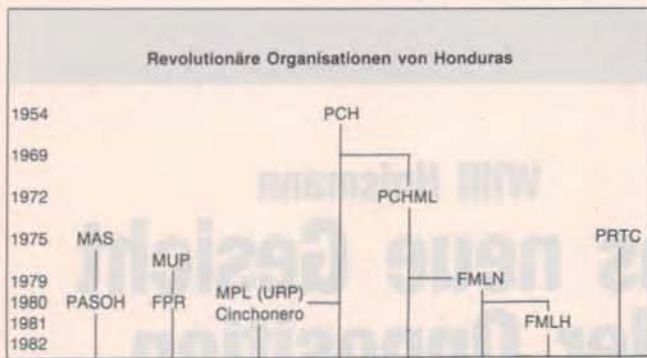 Revolutionäre Organisationen von Honduras
1954 PCH
1969
1972 PCHML
1975 MAS PRTC
MUP
1979 FMLN
1980 PASOH FPR MPL (URP)
Cinchonero
1981 FMLH
1982